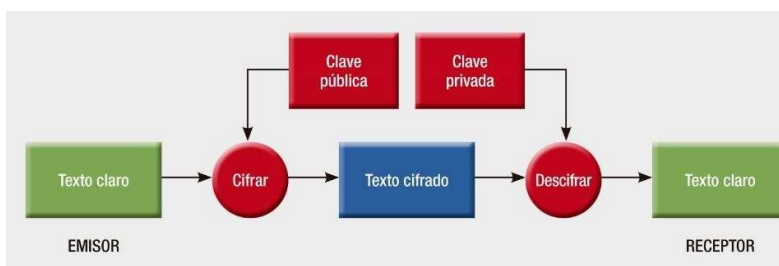 Clave
pública
Clave
privada
Texto claro
Cifrar
Texto cifrado
Descifrar
Texto claro
EMISOR
RECEPTOR